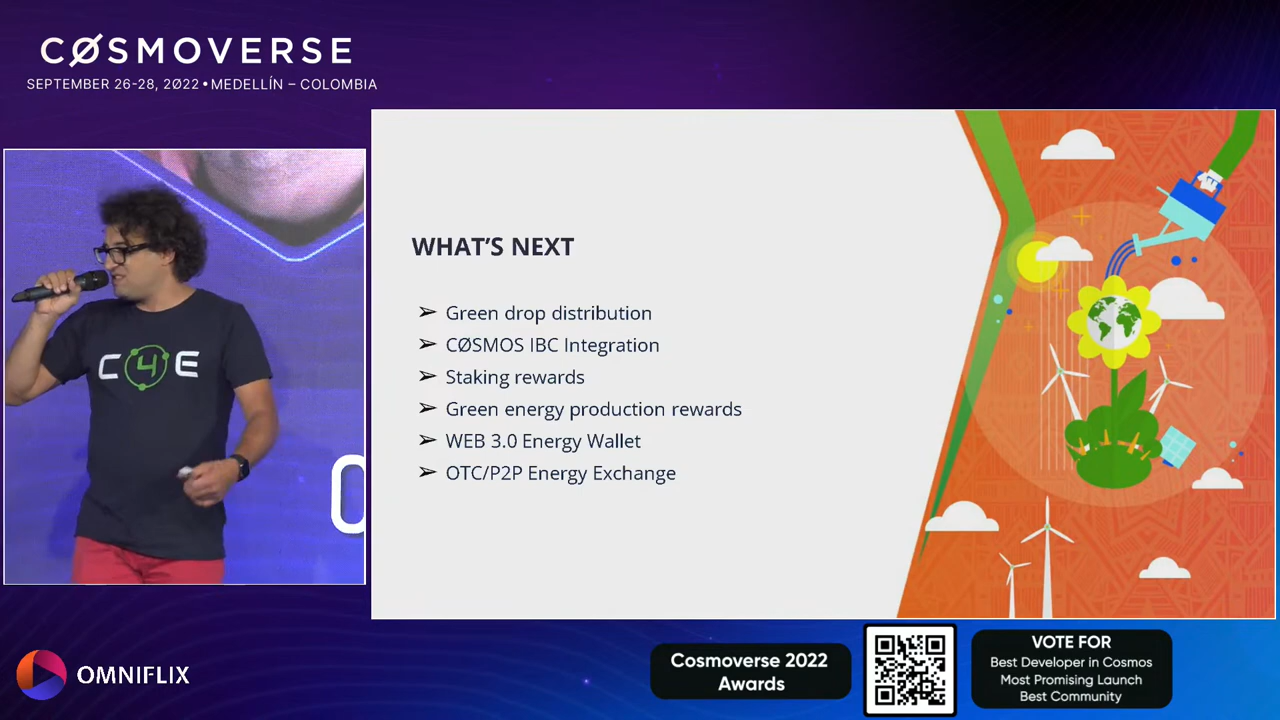 CØSMOVERSE
SEPTEMBER 26-28, 2022 • MEDELLÍN – COLOMBIA
C4E
WHAT'S NEXT
➢ Green drop distribution
➢ CØSMOS IBC Integration
➢ Staking rewards
➢ Green energy production rewards
➢ WEB 3.0 Energy Wallet
➢ OTC/P2P Energy Exchange
OMNIFLIX
Cosmoverse 2022
Awards
VOTE FOR
Best Developer in Cosmos
Most Promising Launch
Best Community